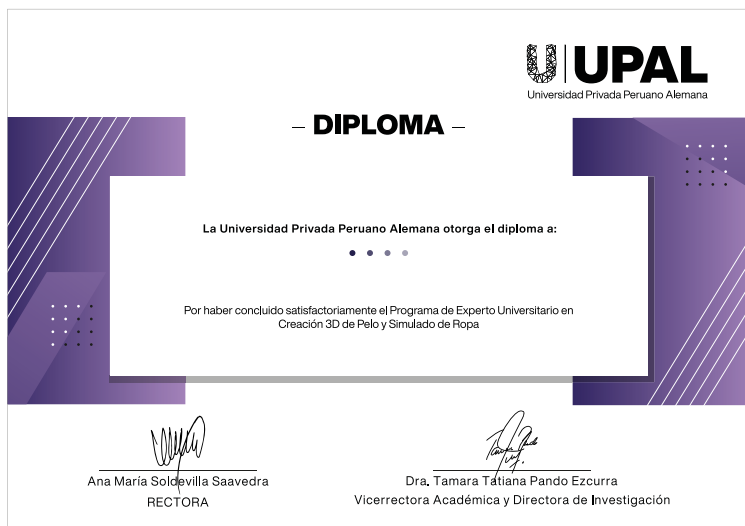 UPAL
Universidad Privada Peruano Alemana
– DIPLOMA –
La Universidad Privada Peruano Alemana otorga el diploma a:
Por haber concluido satisfactoriamente el Programa de Experto Universitario en
Creación 3D de Pelo y Simulado de Ropa
Ana María Soldevilla Saavedra
RECTORA
Dra. Tamara Tatiana Pando Ezcurra
Vicerrectora Académica y Directora de Investigación